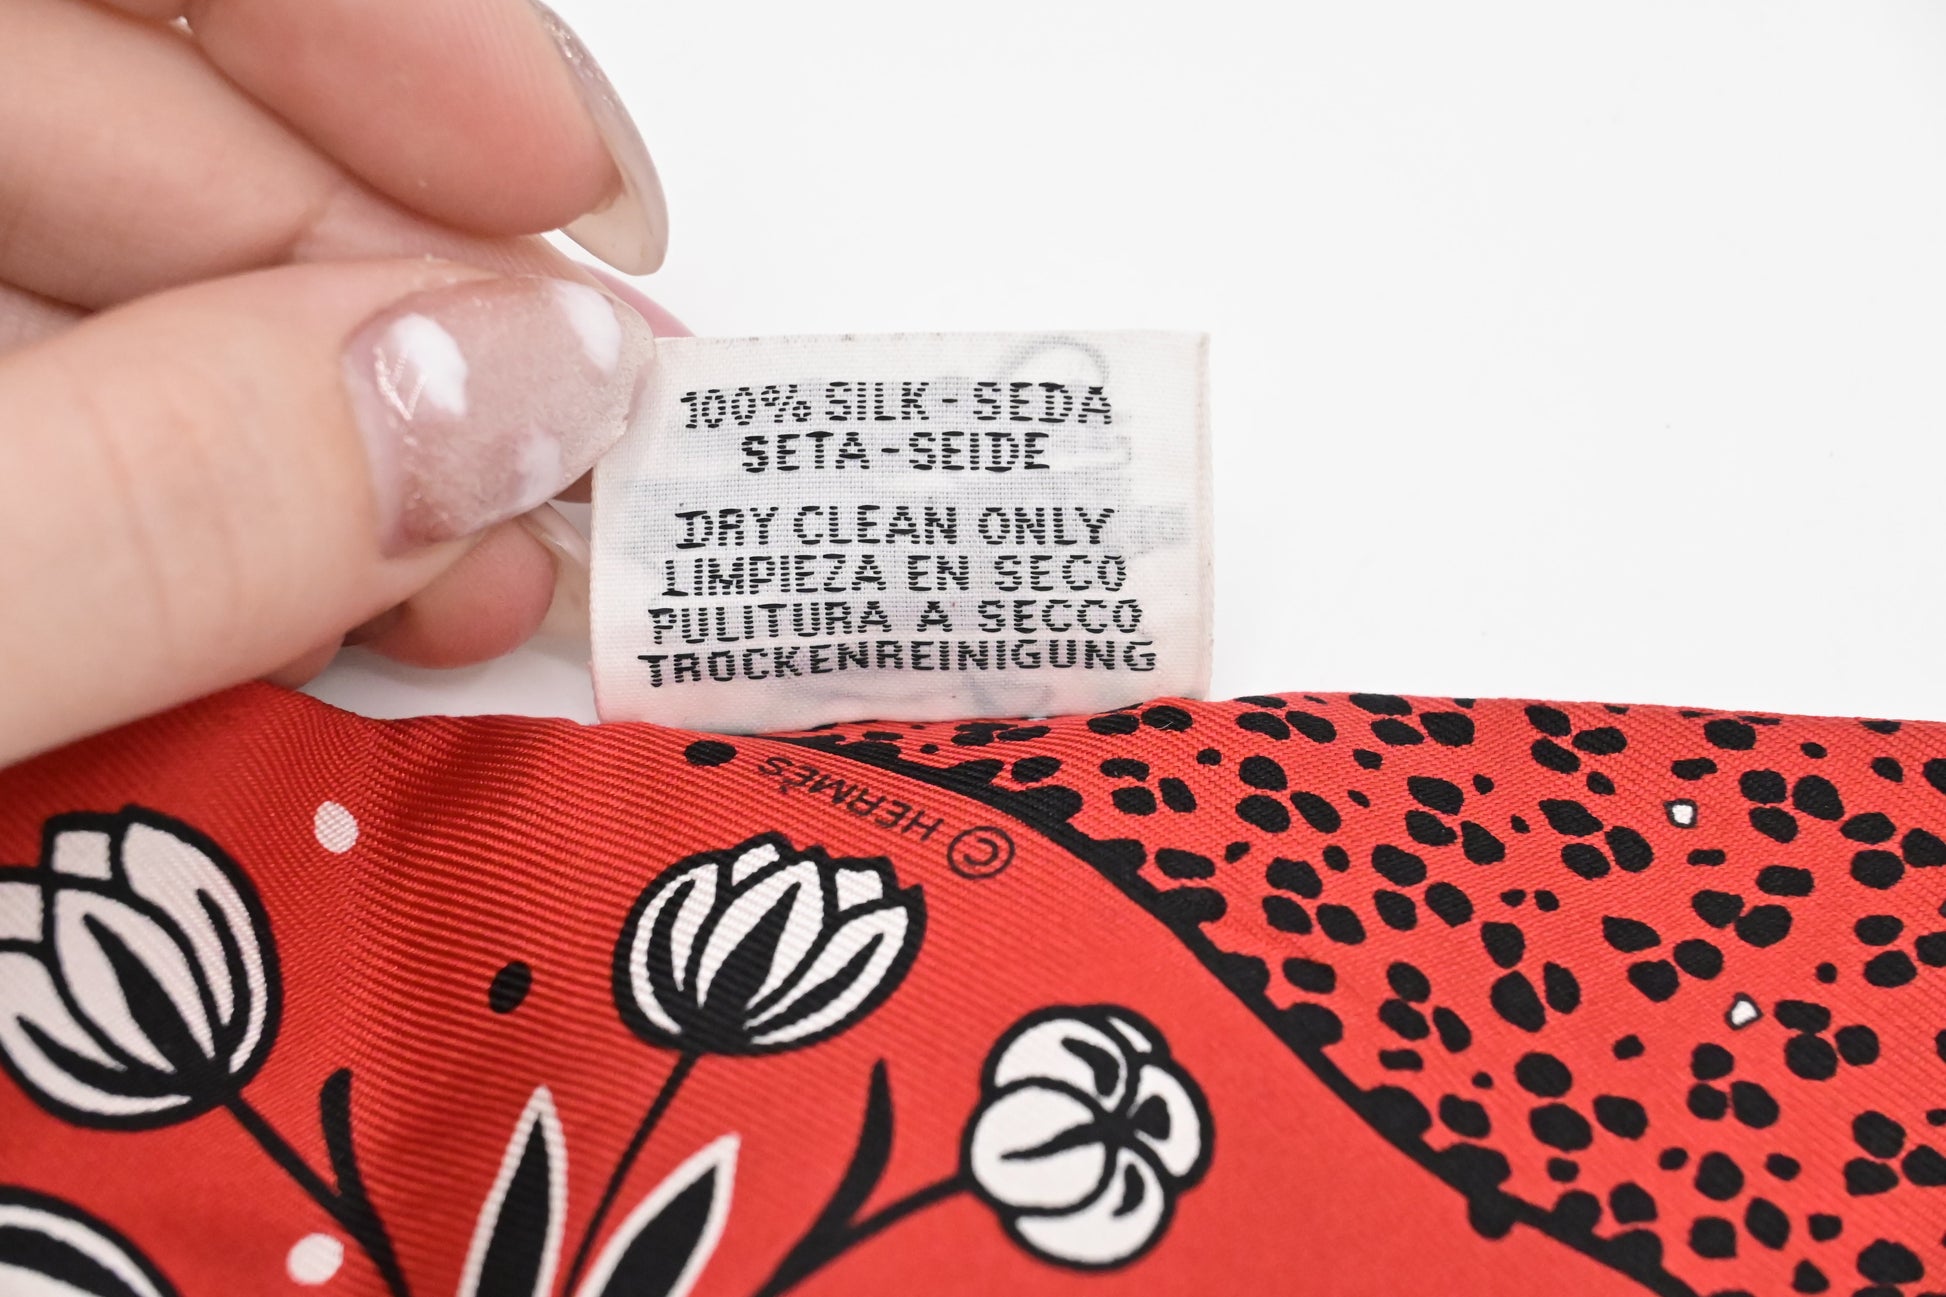 100% SILK - SEDA
SETA - SEIDE
DRY CLEAN ONLY
LIMPIEZA EN SECO
PULITURA A SECCO
TROCKENREINIGUNG
© HERMÈS